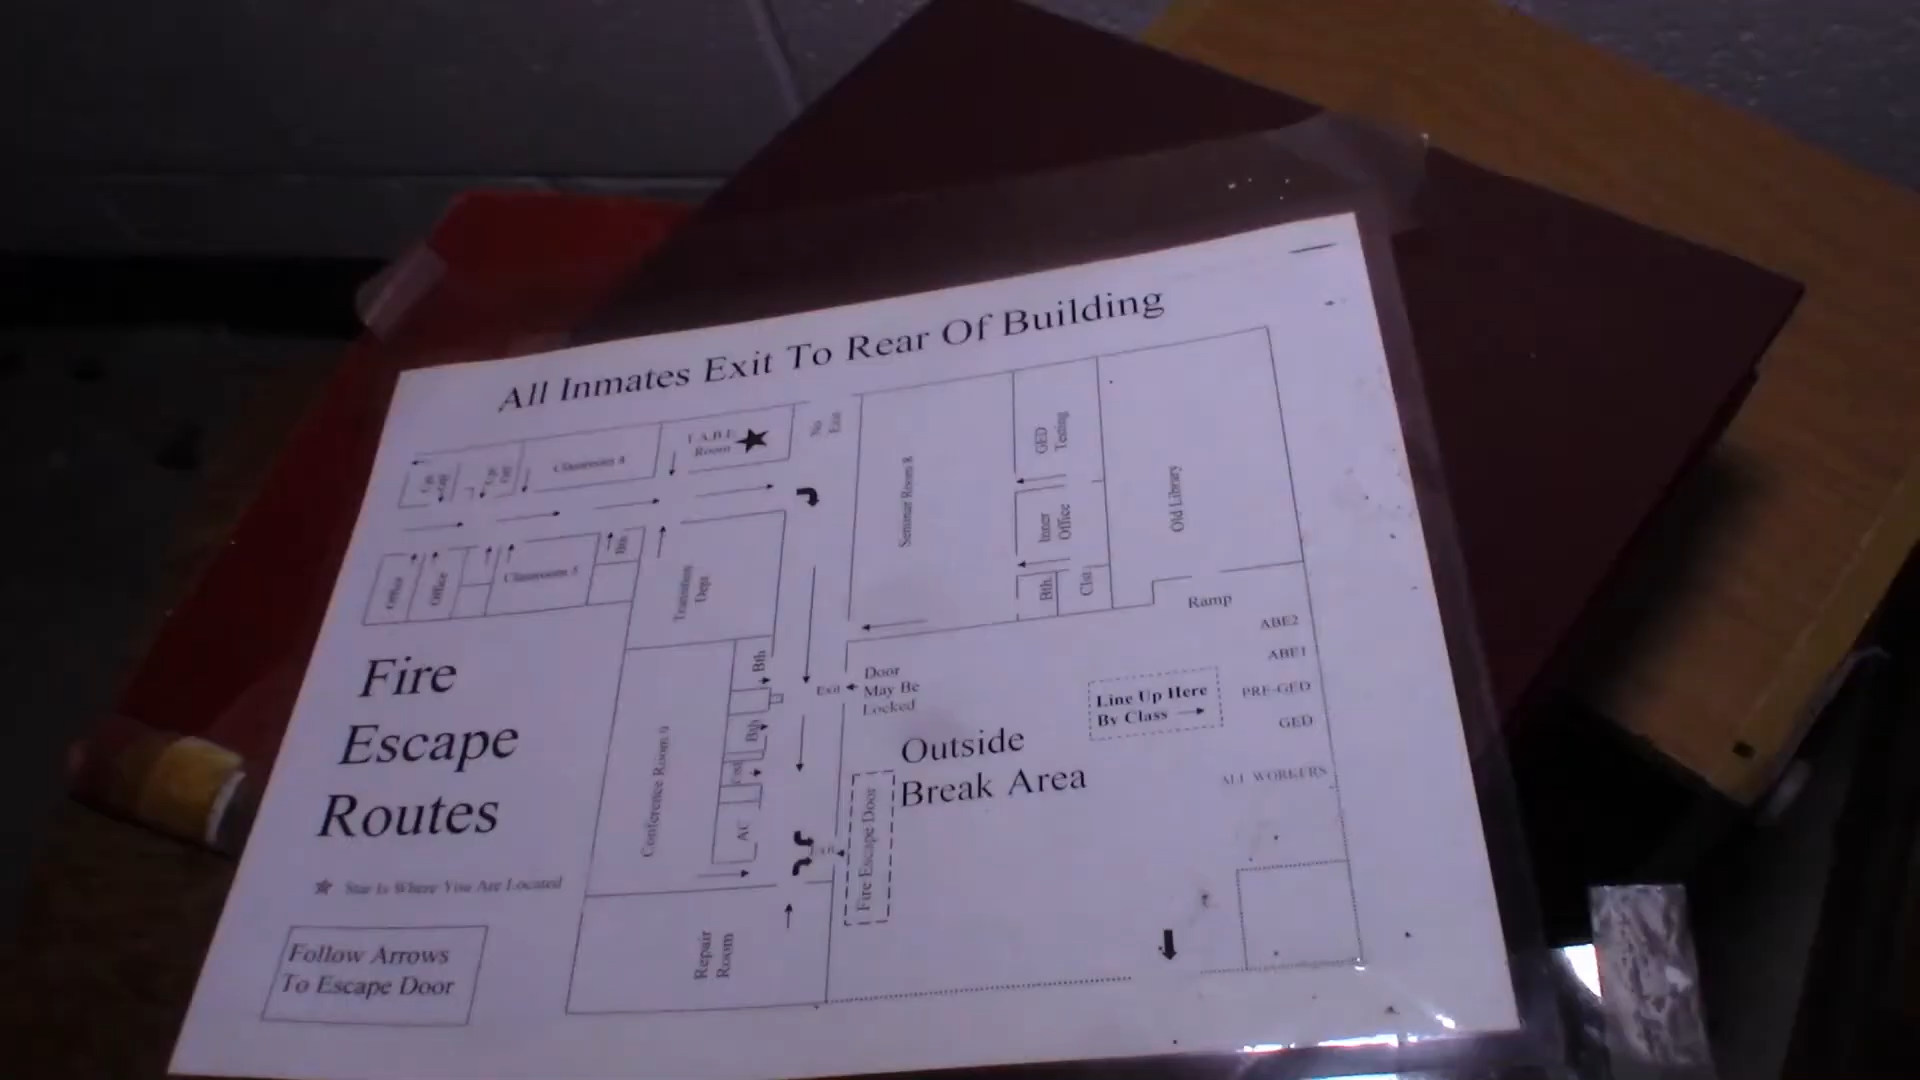 All Inmates Exit To Rear Of Building
T.A.B.E.
Room
No
Exit
Classroom 4
Office
Office
Classroom 5
Bth
Transition
Dept
Seminar Room 8
GED
Testing
Inner
Office
Bth.
Clst.
Old Library
Ramp
ABE2
ABE1
PRE-GED
GED
ALL WORKERS
Line Up Here
By Class
Bth
Exit
Door
May Be
Locked
Bth
AC
Conference Room 9
Outside
Break Area
Fire Escape Door
Repair
Room
Fire
Escape
Routes
Star Is Where You Are Located
Follow Arrows
To Escape Door